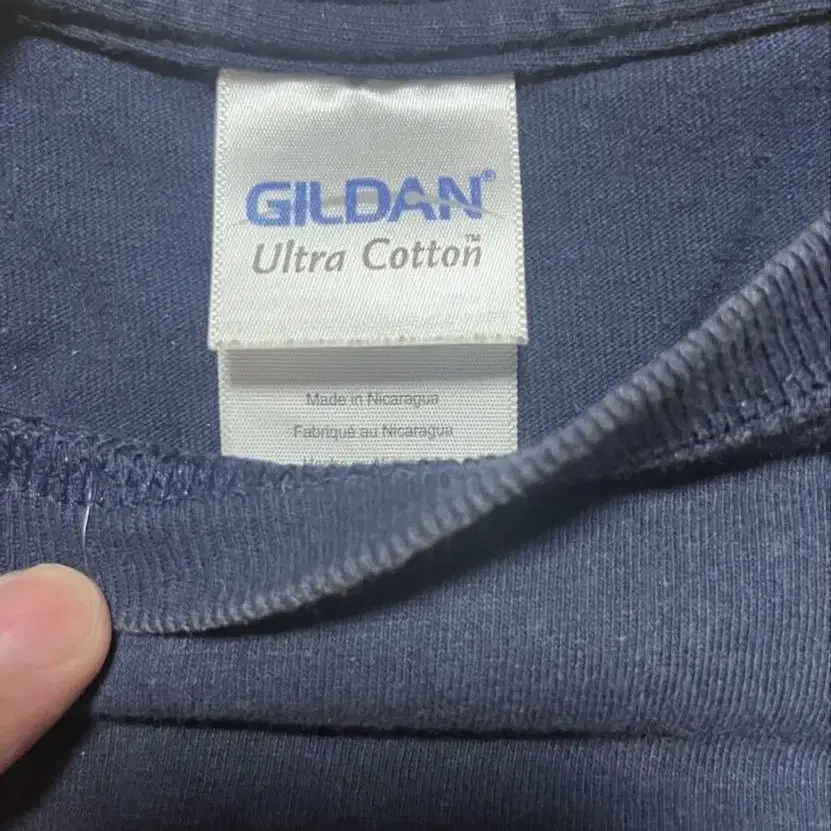 GILDAN®
Ultra Cotton™
Made in Nicaragua
Fabriqué au Nicaragua